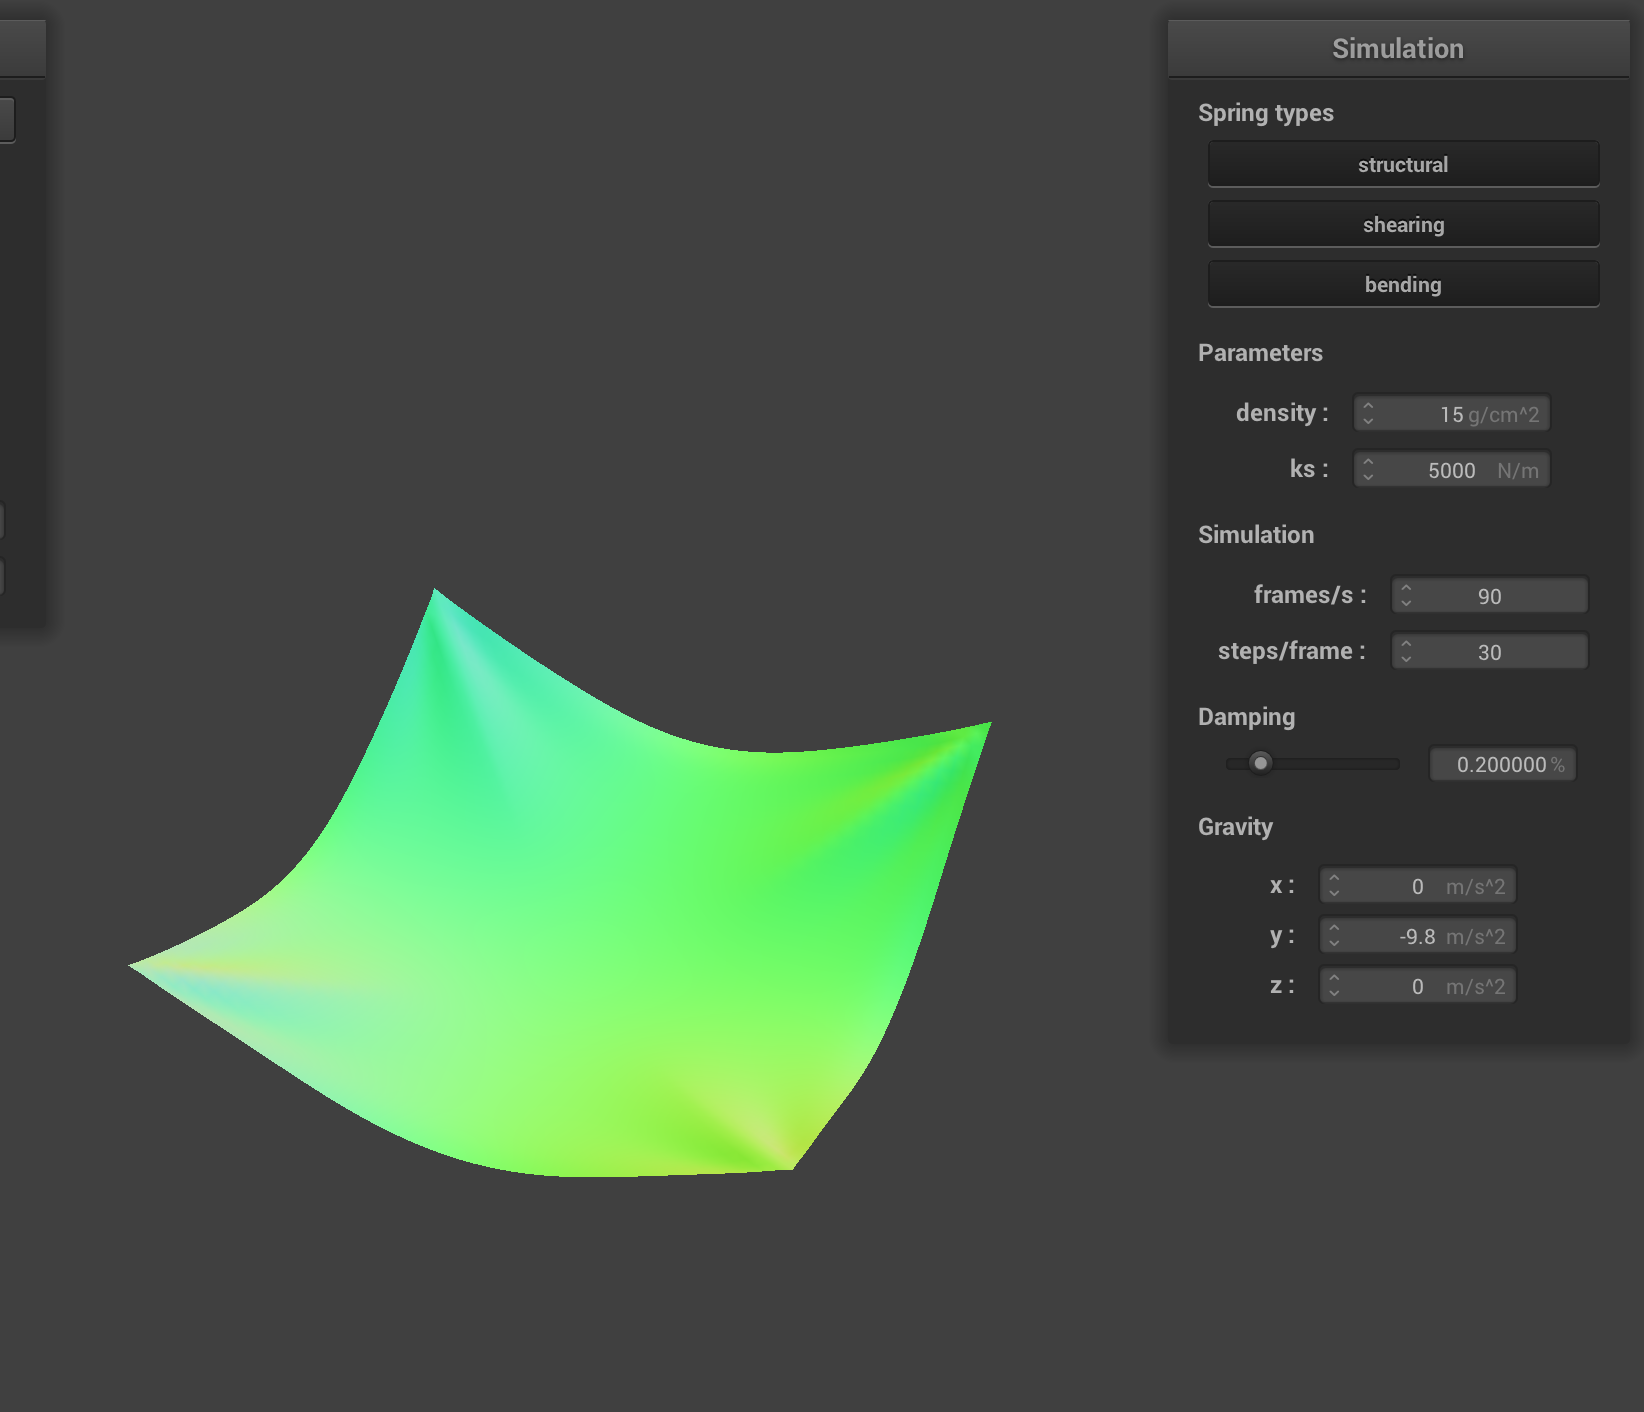 Simulation
Spring types
structural
shearing
bending
Parameters
density : 15 g/cm^2
ks : 5000 N/m
Simulation
frames/s : 90
steps/frame : 30
Damping
0.200000 %
Gravity
x : 0 m/s^2
y : -9.8 m/s^2
z : 0 m/s^2